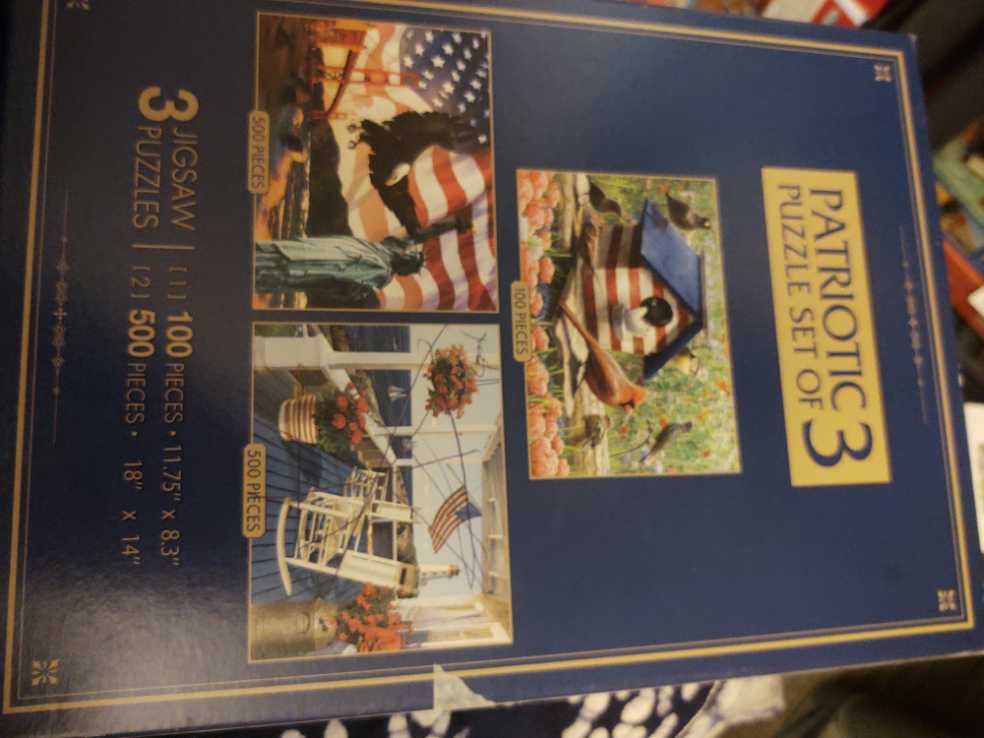 PATRIOTIC
PUZZLE SET OF 3
100 PIECES
500 PIECES
500 PIECES
3 JIGSAW
PUZZLES
(1) 100 PIECES • 11.75" x 8.3"
(2) 500 PIECES • 18" x 14"